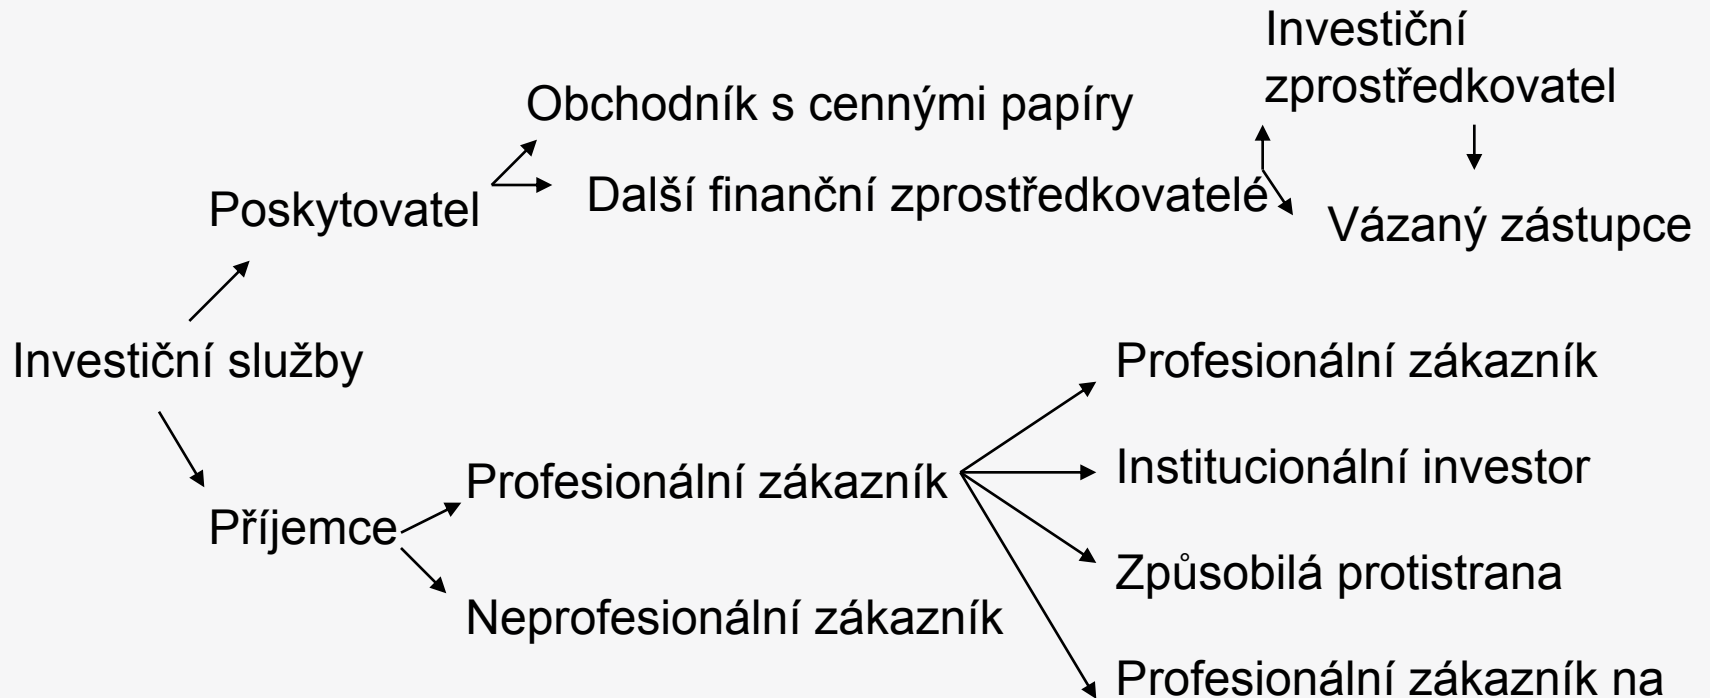 Investiční
zprostředkovatel
Obchodník s cennými papíry
Další finanční zprostředkovatelé
Poskytovatel
Vázaný zástupce
Investiční služby
Profesionální zákazník
Institucionální investor
Profesionální zákazník
Příjemce
Způsobilá protistrana
Neprofesionální zákazník
Profesionální zákazník na